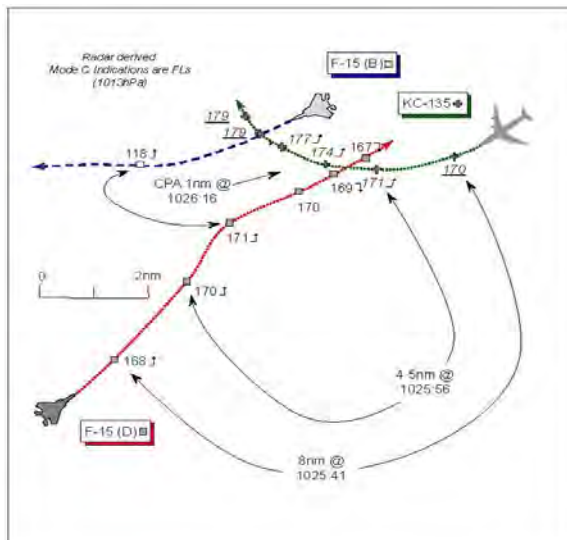 Radar derived
Mode C Indications are FLs
(1013hPa)
F-15 (B)
KC-135
179
179
177
174
167
118
CPA 1nm @
1026:16
169
171
170
170
171
0
2nm
170
168
4·5nm @
1025:56
F-15 (D)
8nm @
1025:41